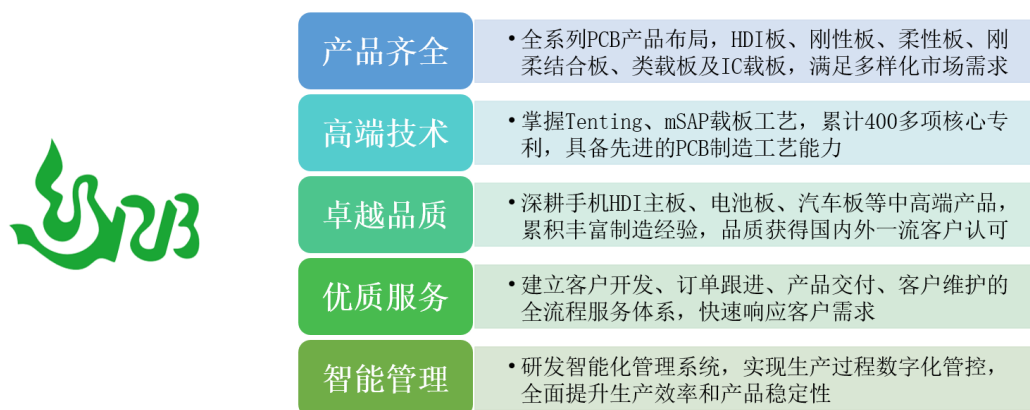 产品齐全
•全系列PCB产品布局，HDI板、刚性板、柔性板、刚
柔结合板、类载板及IC载板，满足多样化市场需求
高端技术
•掌握Tenting、mSAP载板工艺，累计400多项核心专
利，具备先进的PCB制造工艺能力
卓越品质
•深耕手机HDI主板、电池板、汽车板等中高端产品，
累积丰富制造经验，品质获得国内外一流客户认可
优质服务
•建立客户开发、订单跟进、产品交付、客户维护的
全流程服务体系，快速响应客户需求
智能管理
•研发智能化管理系统，实现生产过程数字化管控，
全面提升生产效率和产品稳定性